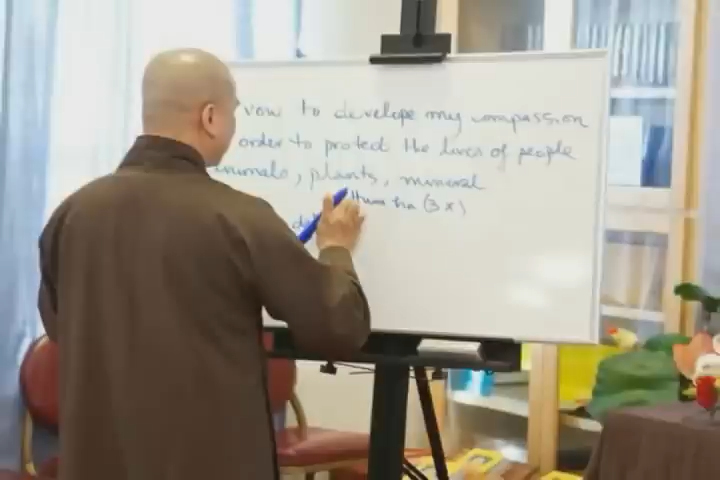 vow to develope my compassion
order to protect the lives of people
animals, plants, mineral
(3x)